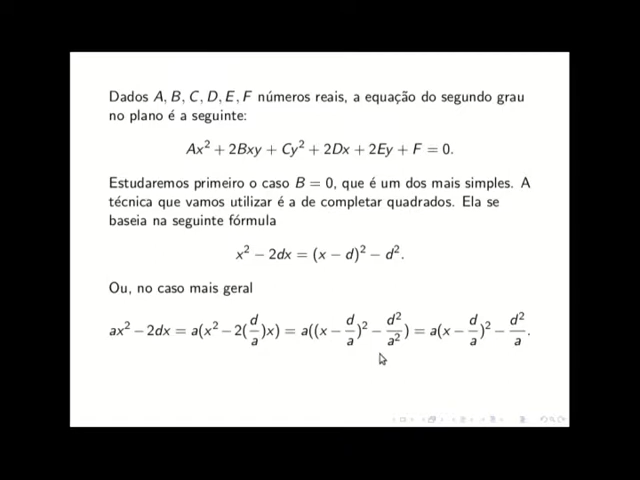 Dados A, B, C, D, E, F números reais, a equação do segundo grau
no plano é a seguinte:
Ax² + 2Bxy + Cy² + 2Dx + 2Ey + F = 0.
Estudaremos primeiro o caso B = 0, que é um dos mais simples. A
técnica que vamos utilizar é a de completar quadrados. Ela se
baseia na seguinte fórmula
x² − 2dx = (x − d)² − d².
Ou, no caso mais geral
ax² − 2dx = a(x² − 2(d/a)x) = a((x − d/a)² − d²/a²) = a(x − d/a)² − d²/a.